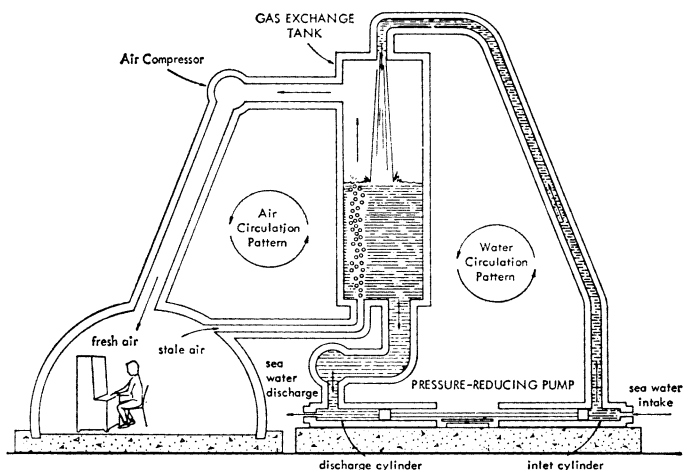 GAS EXCHANGE
TANK
Air Compressor
Air
Circulation
Pattern
Water
Circulation
Pattern
fresh air
stale air
sea
water
discharge
PRESSURE-REDUCING PUMP
sea water
intake
discharge cylinder
inlet cylinder